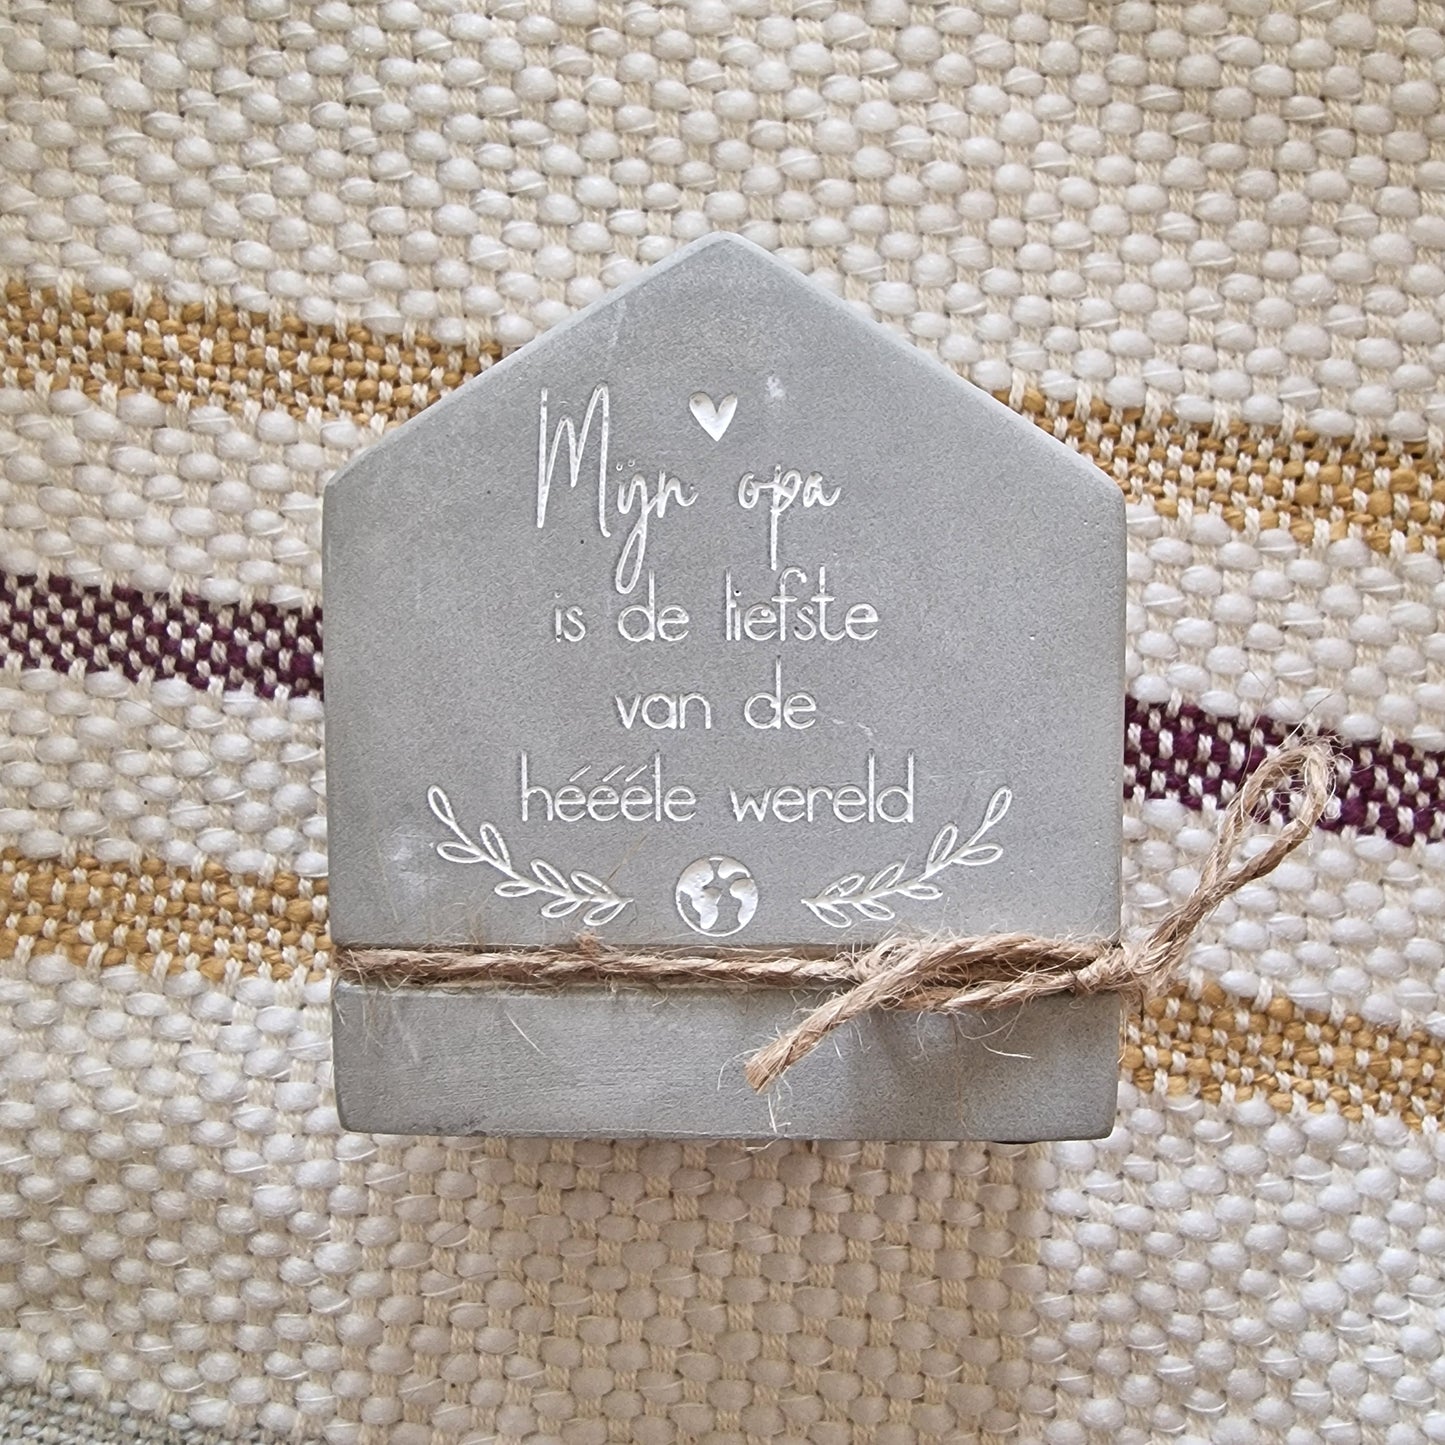 Mijn opa
is de liefste
van de
hééééle wereld